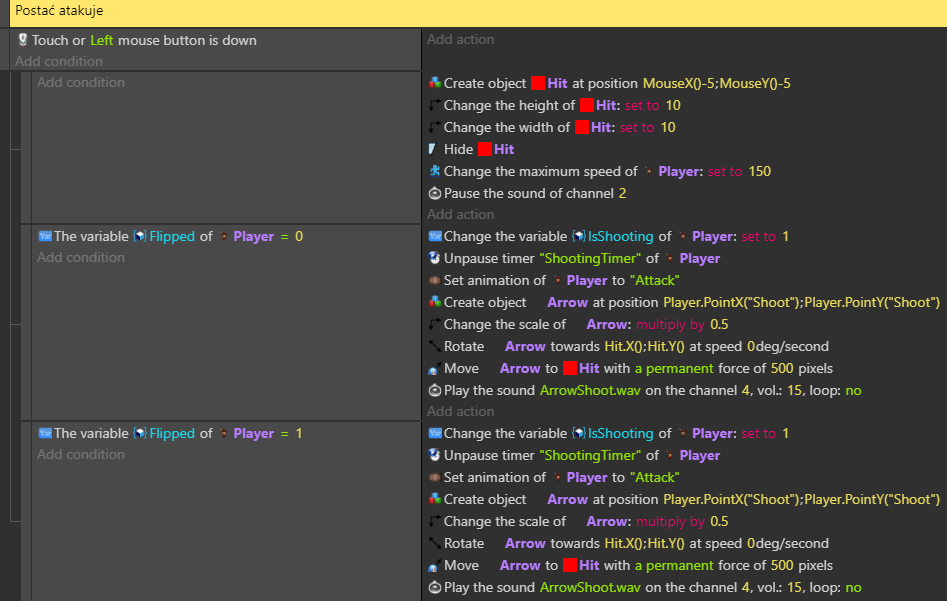 Postać atakuje
Touch or Left mouse button is down
Add action
Add condition
Add condition
Create object Hit at position MouseX()-5;MouseY()-5
Change the height of Hit: set to 10
Change the width of Hit: set to 10
Hide Hit
Change the maximum speed of Player: set to 150
Pause the sound of channel 2
Add action
Var The variable Flipped of Player = 0
Add condition
Var Change the variable IsShooting of Player: set to 1
Unpause timer "ShootingTimer" of Player
Set animation of Player to "Attack"
Create object Arrow at position Player.PointX("Shoot");Player.PointY("Shoot")
Change the scale of Arrow: multiply by 0.5
Rotate Arrow towards Hit.X();Hit.Y() at speed 0deg/second
Move Arrow to Hit with a permanent force of 500 pixels
Play the sound ArrowShoot.wav on the channel 4, vol.: 15, loop: no
Add action
Var The variable Flipped of Player = 1
Add condition
Var Change the variable IsShooting of Player: set to 1
Unpause timer "ShootingTimer" of Player
Set animation of Player to "Attack"
Create object Arrow at position Player.PointX("Shoot");Player.PointY("Shoot")
Change the scale of Arrow: multiply by 0.5
Rotate Arrow towards Hit.X();Hit.Y() at speed 0deg/second
Move Arrow to Hit with a permanent force of 500 pixels
Play the sound ArrowShoot.wav on the channel 4, vol.: 15, loop: no